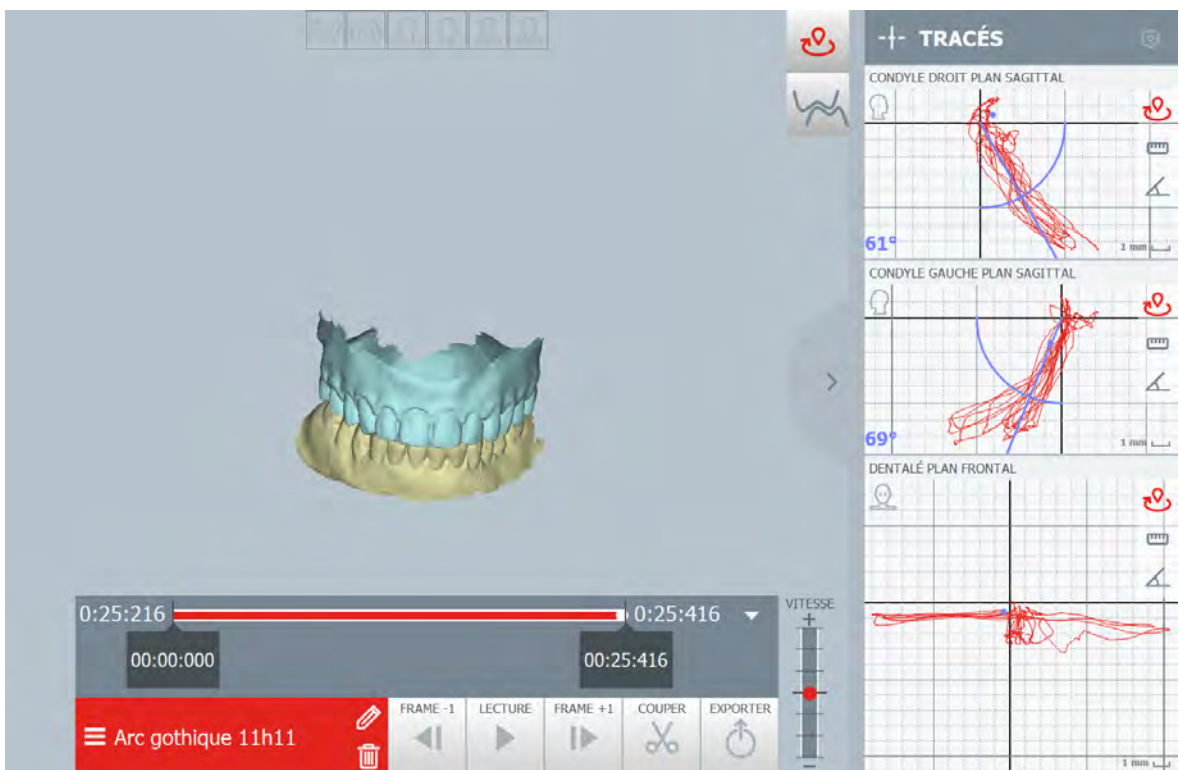 TRACÉS
CONDYLE DROIT PLAN SAGITTAL
61°
1 mm
CONDYLE GAUCHE PLAN SAGITTAL
69°
1 mm
DENTALÉ PLAN FRONTAL
1 mm
0:25:216
0:25:416
00:00:000
00:25:416
VITESSE
+
−
Arc gothique 11h11
FRAME -1
LECTURE
FRAME +1
COUPER
EXPORTER